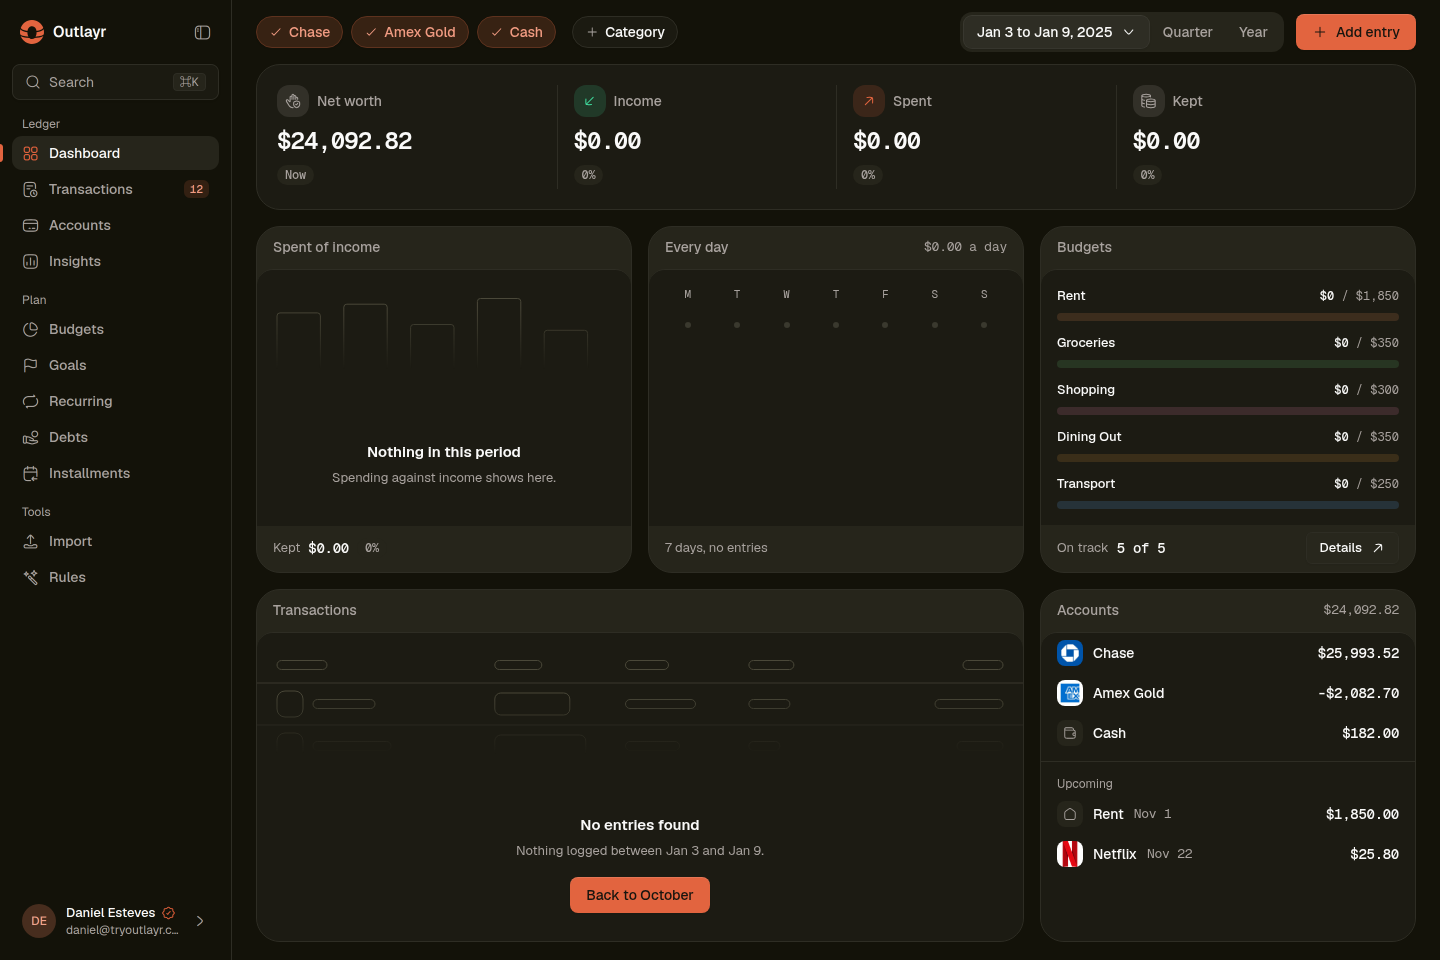 Outlayr
Search ⌘K
Ledger
Dashboard
Transactions 12
Accounts
Insights
Plan
Budgets
Goals
Recurring
Debts
Installments
Tools
Import
Rules
DE
Daniel Esteves
daniel@tryoutlayr.c...
Chase Amex Gold Cash + Category
Jan 3 to Jan 9, 2025 Quarter Year
+ Add entry
Net worth
$24,092.82
Now
Income
$0.00
0%
Spent
$0.00
0%
Kept
$0.00
0%
Spent of income
Nothing in this period
Spending against income shows here.
Kept $0.00 0%
Every day $0.00 a day
M T W T F S S
7 days, no entries
Budgets
Rent $0 / $1,850
Groceries $0 / $350
Shopping $0 / $300
Dining Out $0 / $350
Transport $0 / $250
On track 5 of 5 Details
Transactions
No entries found
Nothing logged between Jan 3 and Jan 9.
Back to October
Accounts $24,092.82
Chase $25,993.52
AM
EX
Amex Gold -$2,082.70
Cash $182.00
Upcoming
Rent Nov 1 $1,850.00
Netflix Nov 22 $25.80